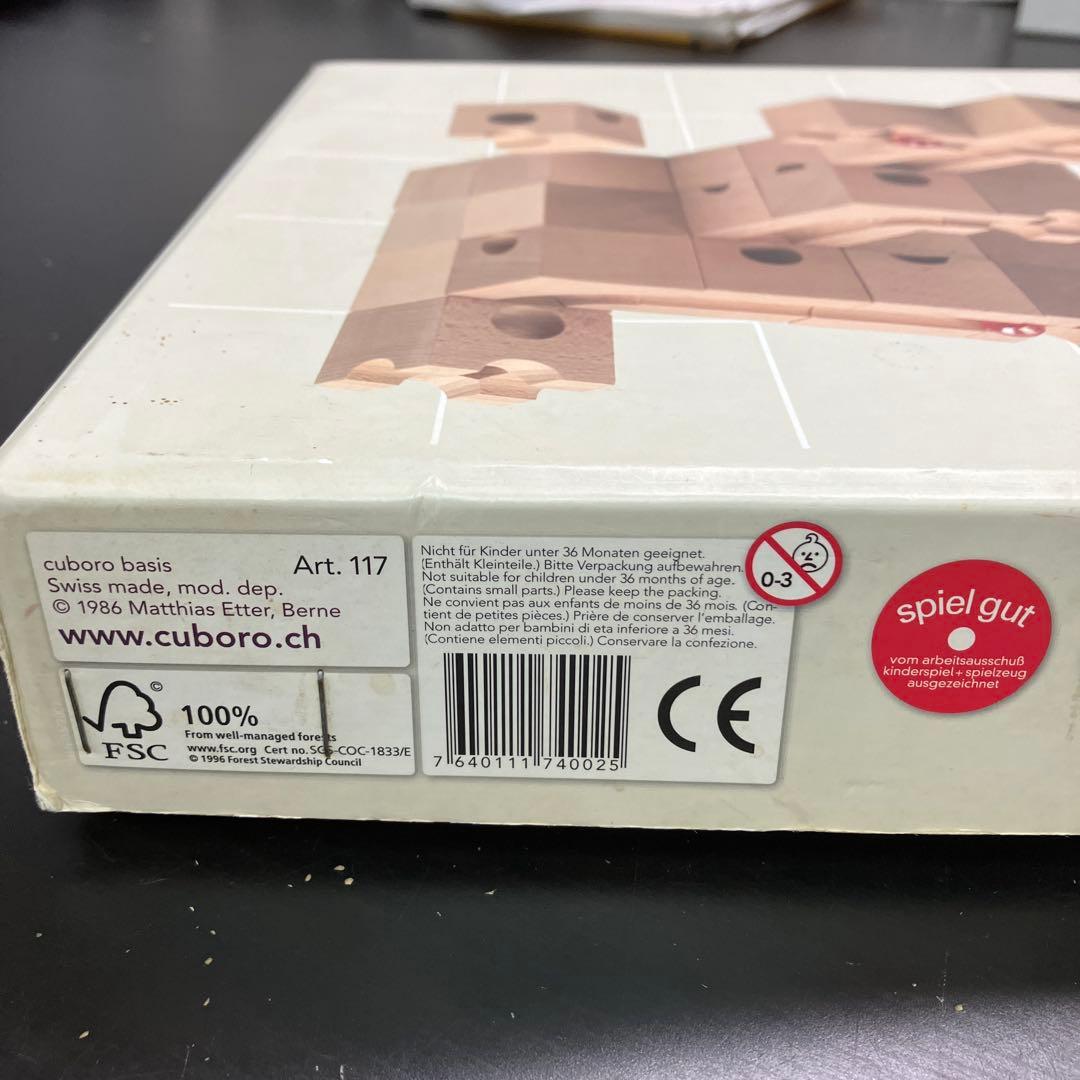 cuboro basis Art. 117
Swiss made, mod. dep.
© 1986 Matthias Etter, Berne
www.cuboro.ch
©
FSC
100%
From well-managed forests
www.fsc.org Cert no. SGS-COC-1833/E
© 1996 Forest Stewardship Council
Nicht für Kinder unter 36 Monaten geeignet.
(Enthält Kleinteile.) Bitte Verpackung aufbewahren.
Not suitable for children under 36 months of age.
(Contains small parts.) Please keep the packing.
Ne convient pas aux enfants de moins de 36 mois. (Con-
tient de petites pièces.) Prière de conserver l'emballage.
Non adatto per bambini di eta inferiore a 36 mesi.
(Contiene elementi piccoli.) Conservare la confezione.
0-3
7 640111 740025
CE
spiel gut
vom arbeitsausschuß
kinderspiel+spielzeug
ausgezeichnet